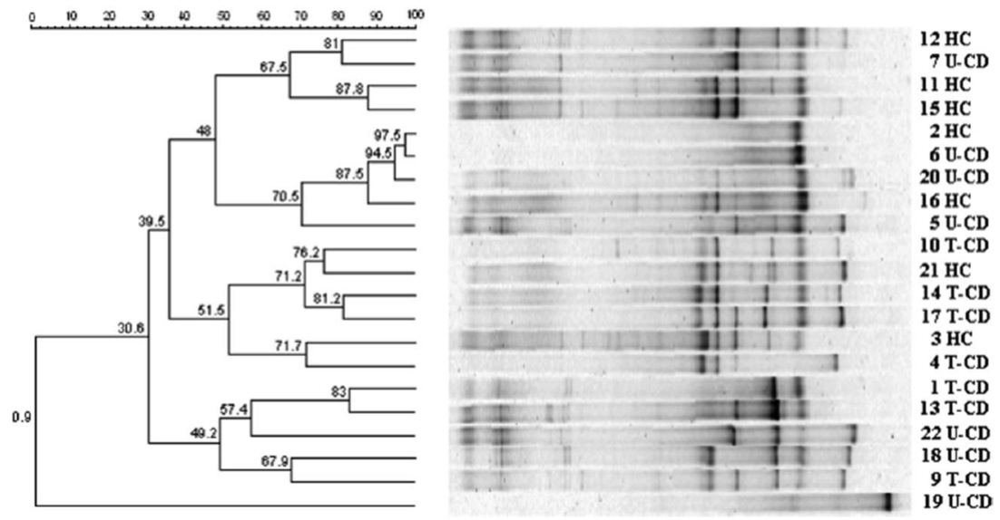 0 10 20 30 40 50 60 70 80 90 100
81 12 HC
67.5 7 U-CD
87.8 11 HC
15 HC
48 97.5 2 HC
94.5 6 U-CD
87.5 20 U-CD
70.5 16 HC
39.5 5 U-CD
76.2 10 T-CD
71.2 21 HC
81.2 14 T-CD
51.5 17 T-CD
30.6 71.7 3 HC
4 T-CD
83 1 T-CD
57.4 13 T-CD
0.9 49.2 22 U-CD
67.9 18 U-CD
9 T-CD
19 U-CD